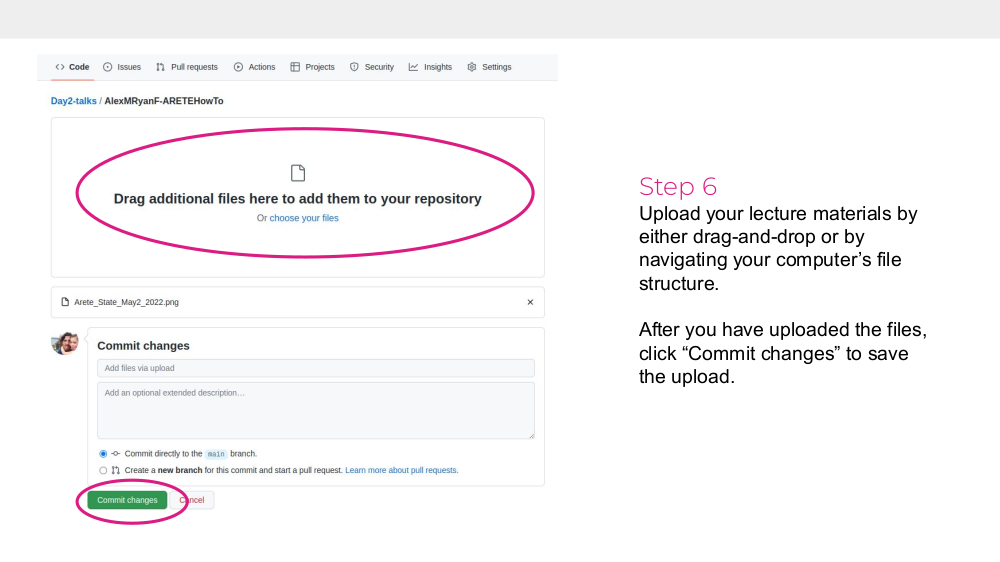 Code Issues Pull requests Actions Projects Security Insights Settings
Day2-talks / AlexMRyanF-ARETEHowTo
Drag additional files here to add them to your repository
Or choose your files
Arete_State_May2_2022.png
Commit changes
Add files via upload
Add an optional extended description…
Commit directly to the main branch.
Create a new branch for this commit and start a pull request. Learn more about pull requests.
Commit changes Cancel
Step 6
Upload your lecture materials by
either drag-and-drop or by
navigating your computer’s file
structure.
After you have uploaded the files,
click “Commit changes” to save
the upload.